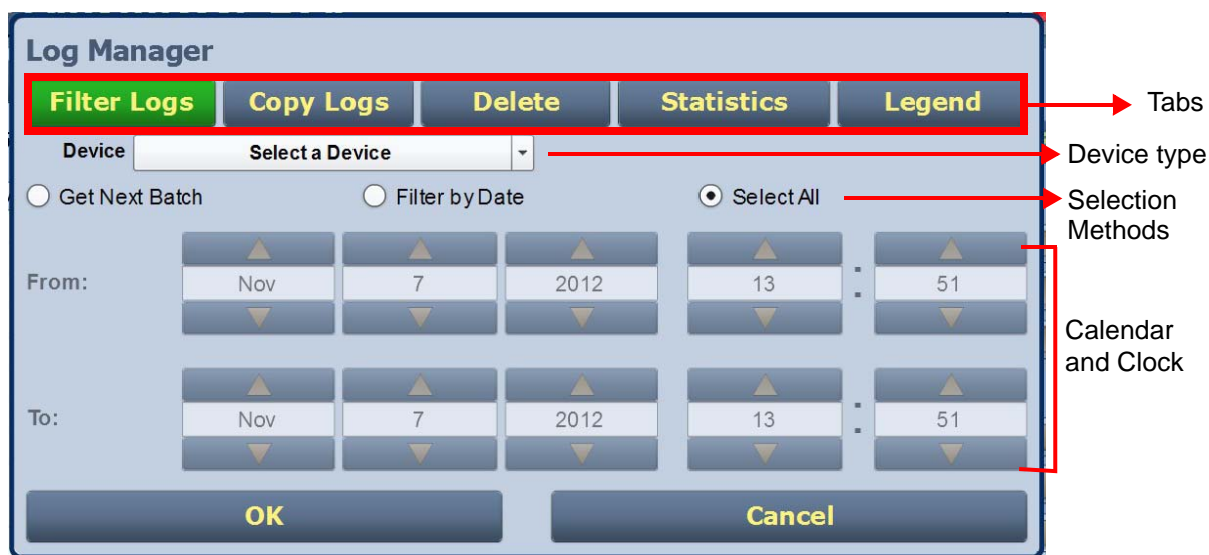 Log Manager
Filter Logs Copy Logs Delete Statistics Legend
Tabs
Device Select a Device
Device type
Get Next Batch Filter by Date Select All
Selection
Methods
From: Nov 7 2012 13 : 51
Calendar
and Clock
To: Nov 7 2012 13 : 51
OK Cancel